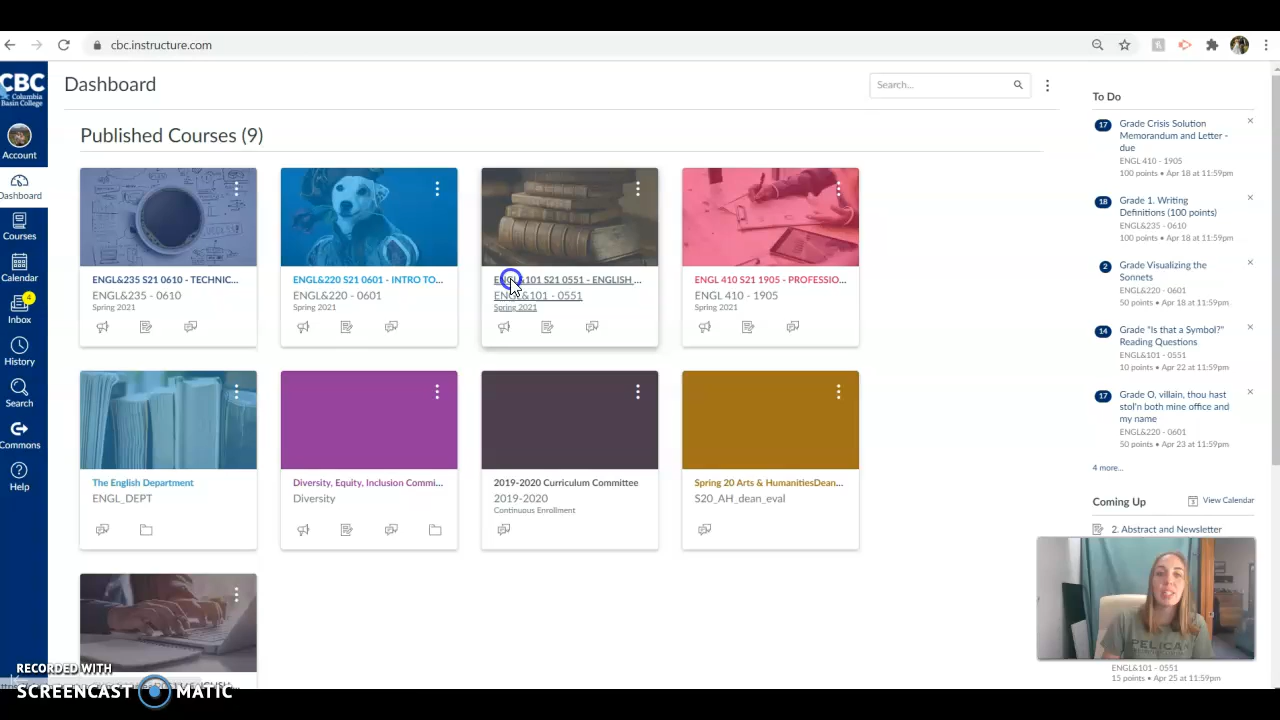 cbc.instructure.com
CBC
Columbia
Basin College
Account
Dashboard
Courses
Calendar
4
Inbox
History
Search
Commons
Help
Dashboard
Search...
Published Courses (9)
ENGL&235 S21 0610 - TECHNIC...
ENGL&235 - 0610
Spring 2021
ENGL&220 S21 0601 - INTRO TO...
ENGL&220 - 0601
Spring 2021
ENGL&101 S21 0551 - ENGLISH ...
ENGL&101 - 0551
Spring 2021
ENGL 410 S21 1905 - PROFESSIO...
ENGL 410 - 1905
Spring 2021
The English Department
ENGL_DEPT
Diversity, Equity, Inclusion Commi...
Diversity
2019-2020 Curriculum Committee
2019-2020
Continuous Enrollment
Spring 20 Arts & HumanitiesDean...
S20_AH_dean_eval
To Do
17
Grade Crisis Solution
Memorandum and Letter -
due
ENGL 410 - 1905
100 points • Apr 18 at 11:59pm
18
Grade 1. Writing
Definitions (100 points)
ENGL&235 - 0610
100 points • Apr 18 at 11:59pm
2
Grade Visualizing the
Sonnets
ENGL&220 - 0601
50 points • Apr 18 at 11:59pm
14
Grade "Is that a Symbol?"
Reading Questions
ENGL&101 - 0551
10 points • Apr 22 at 11:59pm
17
Grade O, villain, thou hast
stol'n both mine office and
my name
ENGL&220 - 0601
50 points • Apr 23 at 11:59pm
4 more...
Coming Up
View Calendar
2. Abstract and Newsletter
PELICAN
ENGL&101 - 0551
15 points • Apr 25 at 11:59pm
RECORDED WITH
SCREENCAST MATIC